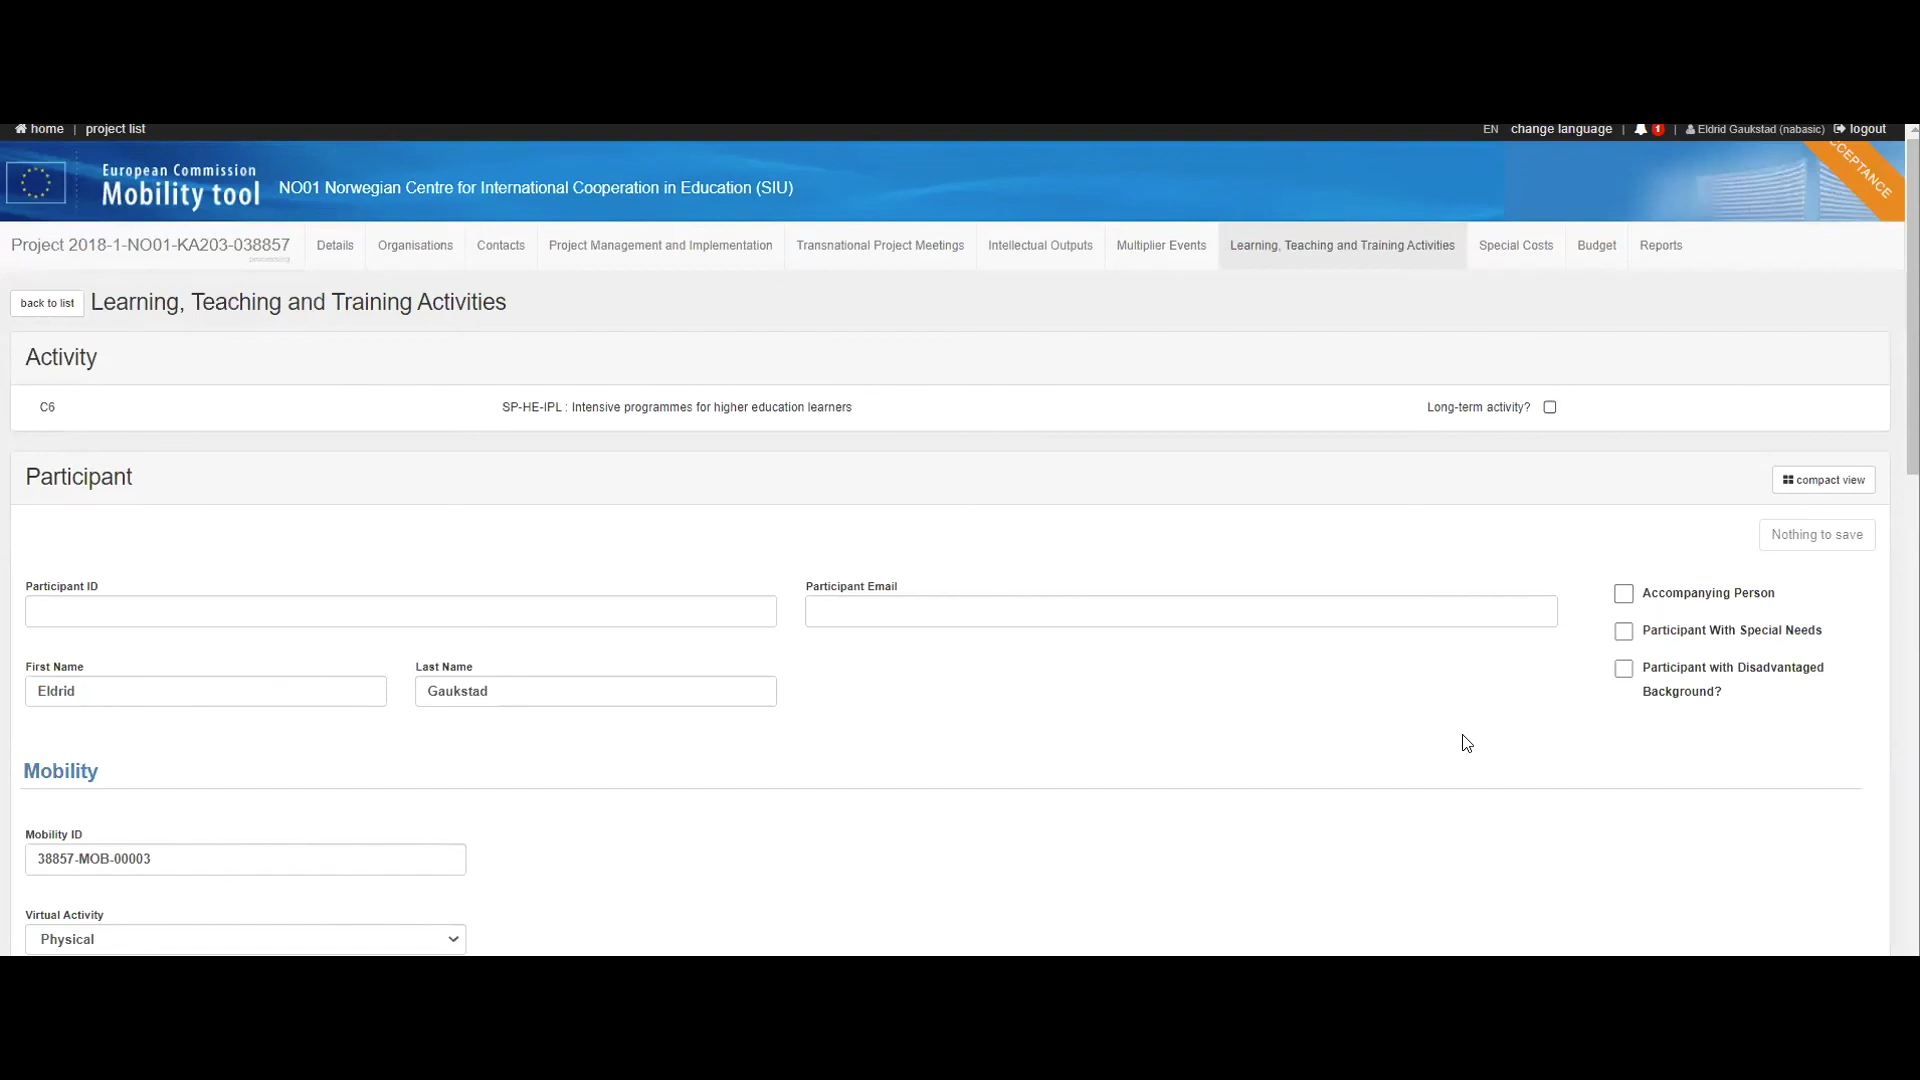 home | project list
EN change language | 1 | Eldrid Gaukstad (nabasic) logout
European Commission
Mobility tool
NO01 Norwegian Centre for International Cooperation in Education (SIU)
CCEPTANCE
Project 2018-1-NO01-KA203-038857
Details
Organisations
Contacts
Project Management and Implementation
Transnational Project Meetings
Intellectual Outputs
Multiplier Events
Learning, Teaching and Training Activities
Special Costs
Budget
Reports
back to list
Learning, Teaching and Training Activities
Activity
C6
SP-HE-IPL : Intensive programmes for higher education learners
Long-term activity?
Participant
compact view
Nothing to save
Participant ID
Participant Email
Accompanying Person
Participant With Special Needs
Participant with Disadvantaged
Background?
First Name
Last Name
Eldrid
Gaukstad
Mobility
Mobility ID
38857-MOB-00003
Virtual Activity
Physical